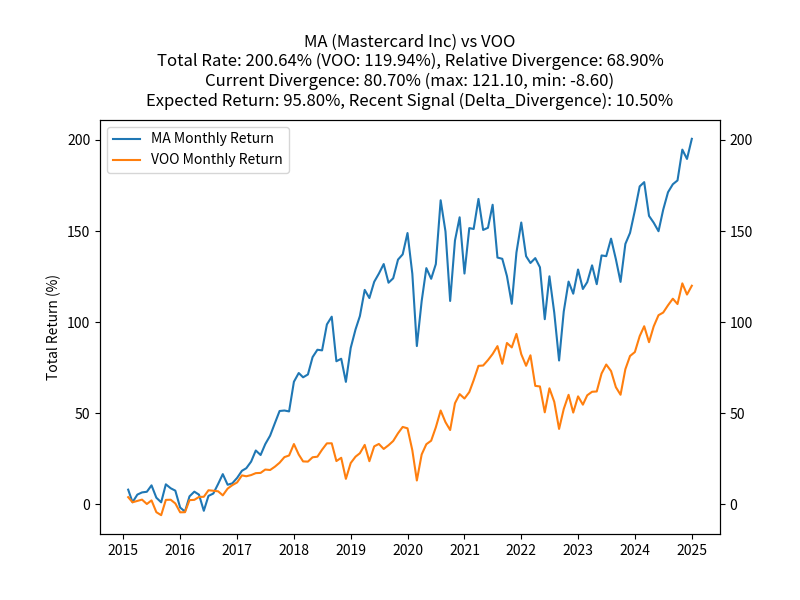 MA (Mastercard Inc) vs VOO
Total Rate: 200.64% (VOO: 119.94%), Relative Divergence: 68.90%
Current Divergence: 80.70% (max: 121.10, min: -8.60)
Expected Return: 95.80%, Recent Signal (Delta_Divergence): 10.50%
MA Monthly Return
VOO Monthly Return
Total Return (%)
200
150
100
50
0
200
150
100
50
0
2015 2016 2017 2018 2019 2020 2021 2022 2023 2024 2025